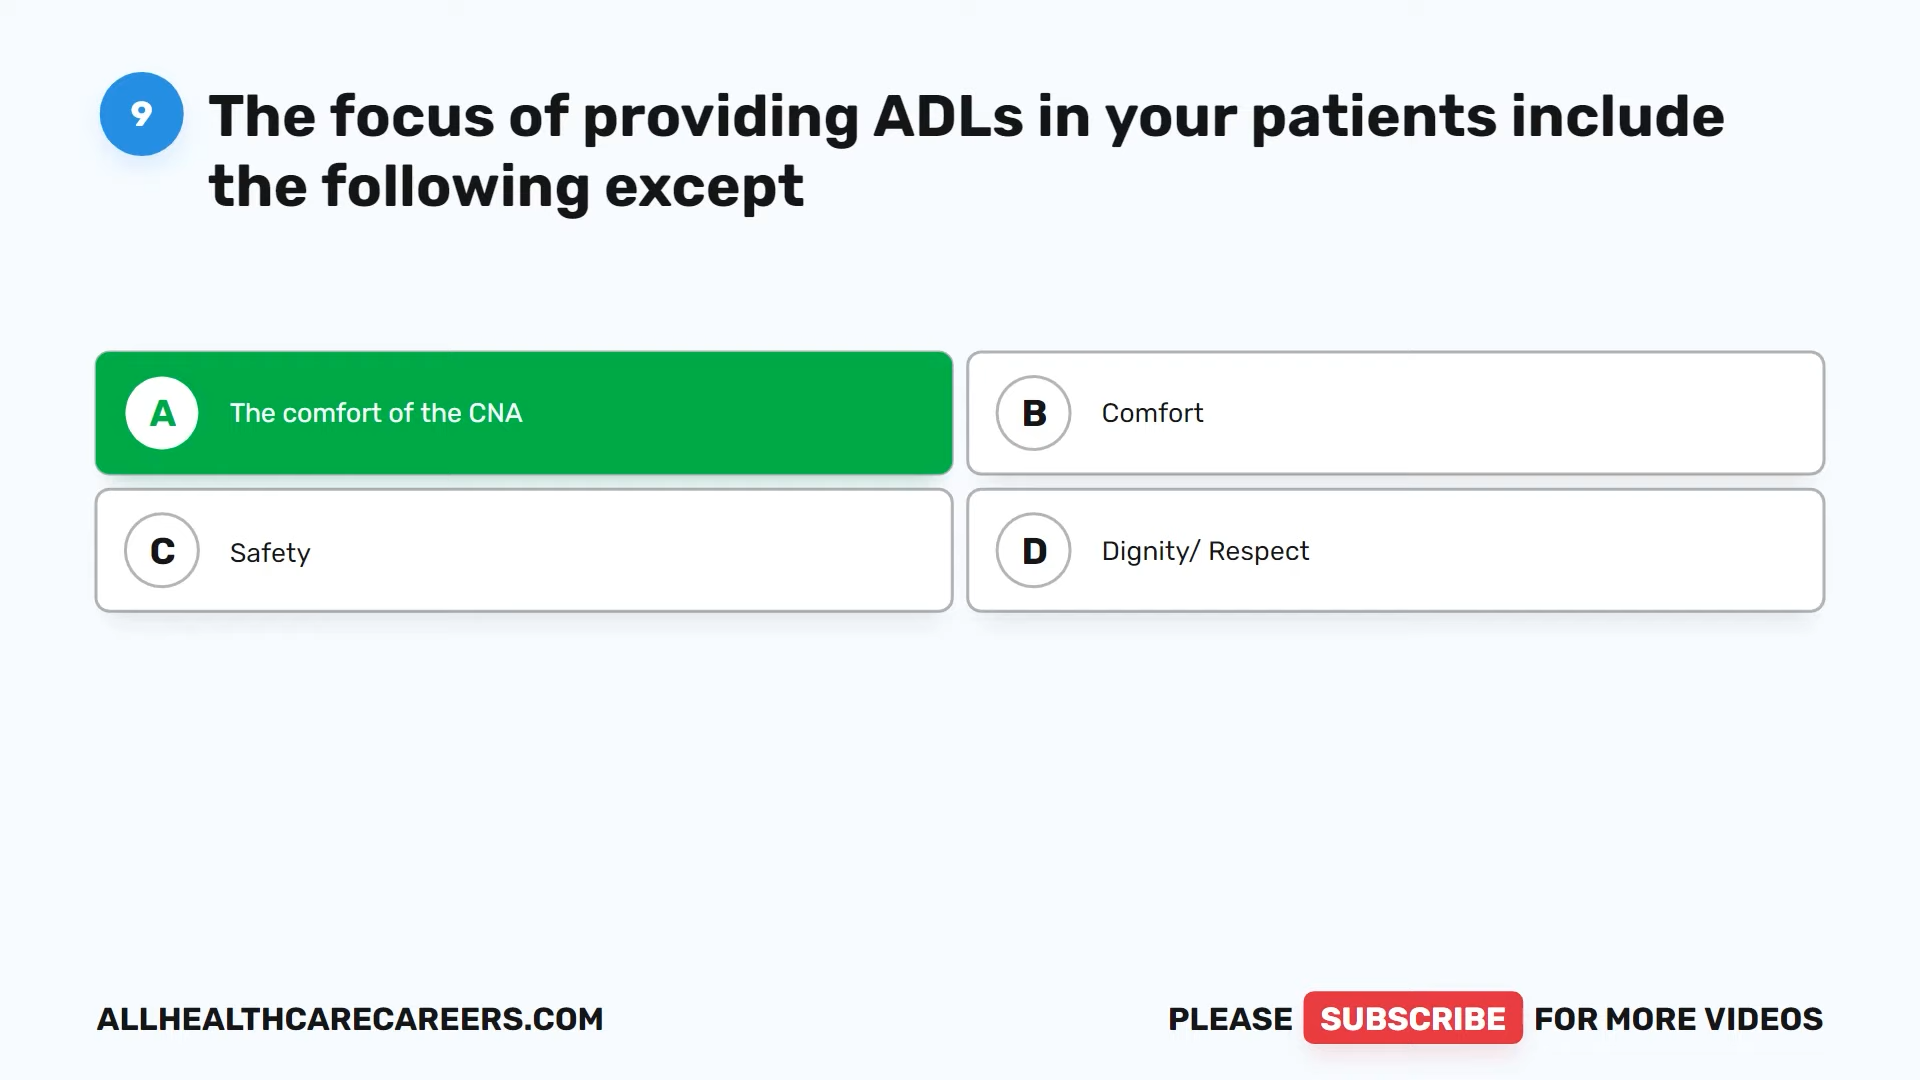 9
The focus of providing ADLs in your patients include
the following except
A The comfort of the CNA
B Comfort
C Safety
D Dignity/ Respect
ALLHEALTHCARECAREERS.COM
PLEASE SUBSCRIBE FOR MORE VIDEOS